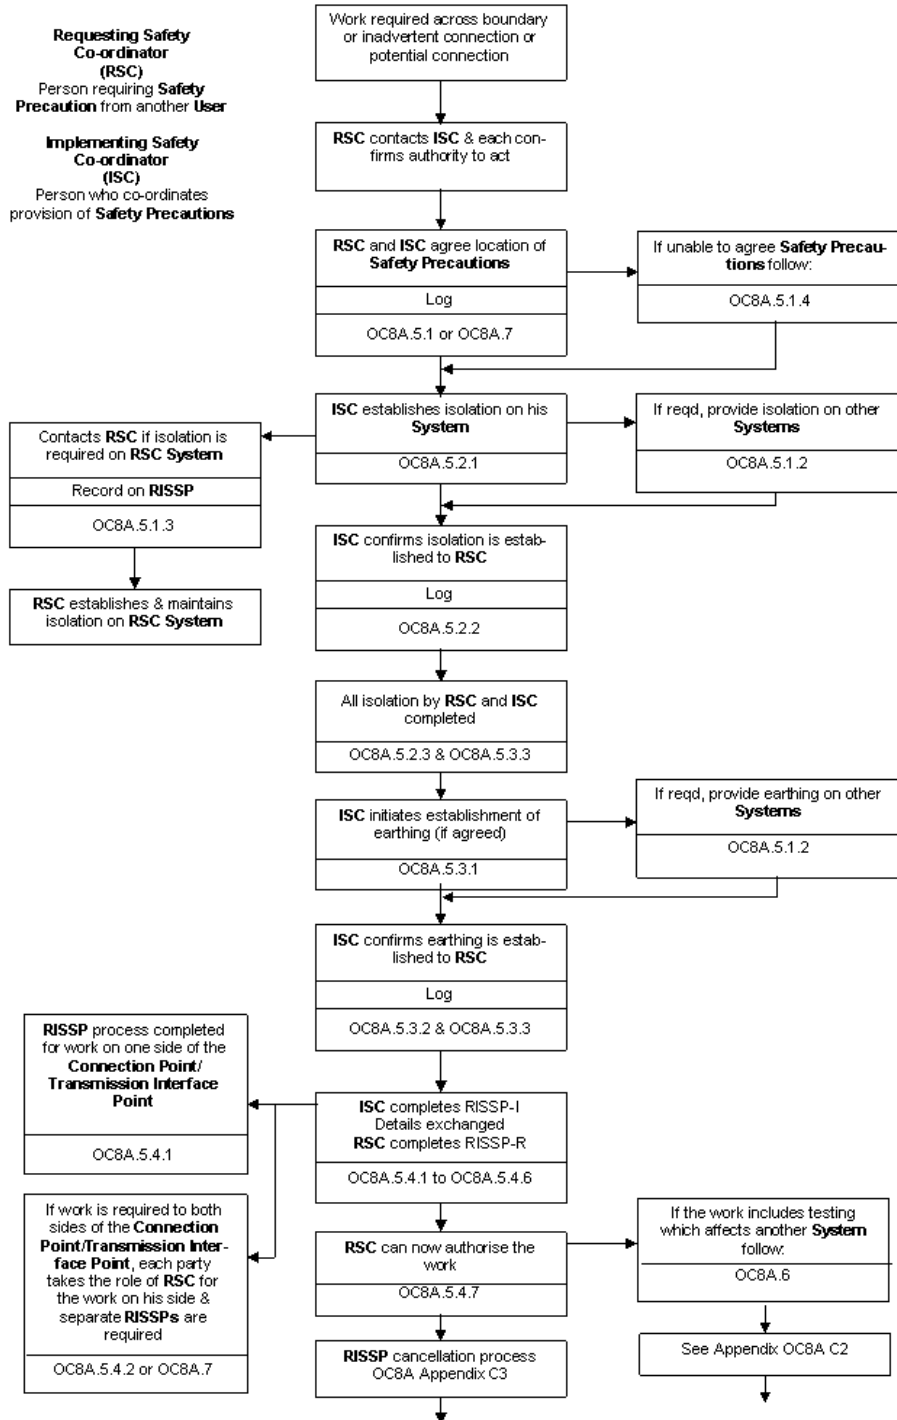 Requesting Safety
Co-ordinator
(RSC)
Person requiring Safety
Precaution from another User
Implementing Safety
Co-ordinator
(ISC)
Person who co-ordinates
provision of Safety Precautions
Work required across boundary
or inadvertent connection or
potential connection
RSC contacts ISC & each con-
firms authority to act
RSC and ISC agree location of
Safety Precautions
Log
OC8A.5.1 or OC8A.7
If unable to agree Safety Precau-
tions follow:
OC8A.5.1.4
ISC establishes isolation on his
System
OC8A.5.2.1
If reqd, provide isolation on other
Systems
OC8A.5.1.2
Contacts RSC if isolation is
required on RSC System
Record on RISSP
OC8A.5.1.3
RSC establishes & maintains
isolation on RSC System
ISC confirms isolation is estab-
lished to RSC
Log
OC8A.5.2.2
All isolation by RSC and ISC
completed
OC8A.5.2.3 & OC8A.5.3.3
ISC initiates establishment of
earthing (if agreed)
OC8A.5.3.1
If reqd, provide earthing on other
Systems
OC8A.5.1.2
ISC confirms earthing is estab-
lished to RSC
Log
OC8A.5.3.2 & OC8A.5.3.3
RISSP process completed
for work on one side of the
Connection Point/
Transmission Interface
Point
OC8A.5.4.1
ISC completes RISSP-I
Details exchanged
RSC completes RISSP-R
OC8A.5.4.1 to OC8A.5.4.6
If work is required to both
sides of the Connection
Point/Transmission Inter-
face Point, each party
takes the role of RSC for
the work on his side &
separate RISSPs are
required
OC8A.5.4.2 or OC8A.7
RSC can now authorise the
work
OC8A.5.4.7
If the work includes testing
which affects another System
follow:
OC8A.6
RISSP cancellation process
OC8A Appendix C3
See Appendix OC8A C2